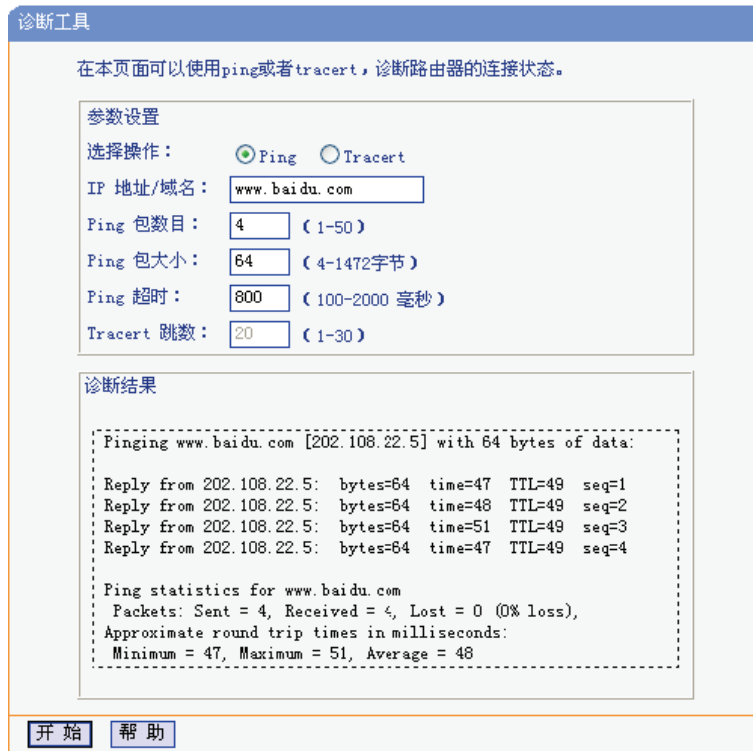 诊断工具
在本页面可以使用ping或者tracert，诊断路由器的连接状态。
参数设置
选择操作： Ping Tracert
IP 地址/域名： www.baidu.com
Ping 包数目： 4 （1-50）
Ping 包大小： 64 （4-1472字节）
Ping 超时： 800 （100-2000 毫秒）
Tracert 跳数： 20 （1-30）
诊断结果
Pinging www.baidu.com [202.108.22.5] with 64 bytes of data:
Reply from 202.108.22.5: bytes=64 time=47 TTL=49 seq=1
Reply from 202.108.22.5: bytes=64 time=48 TTL=49 seq=2
Reply from 202.108.22.5: bytes=64 time=51 TTL=49 seq=3
Reply from 202.108.22.5: bytes=64 time=47 TTL=49 seq=4
Ping statistics for www.baidu.com
Packets: Sent = 4, Received = 4, Lost = 0 (0% loss),
Approximate round trip times in milliseconds:
Minimum = 47, Maximum = 51, Average = 48
开 始 帮 助